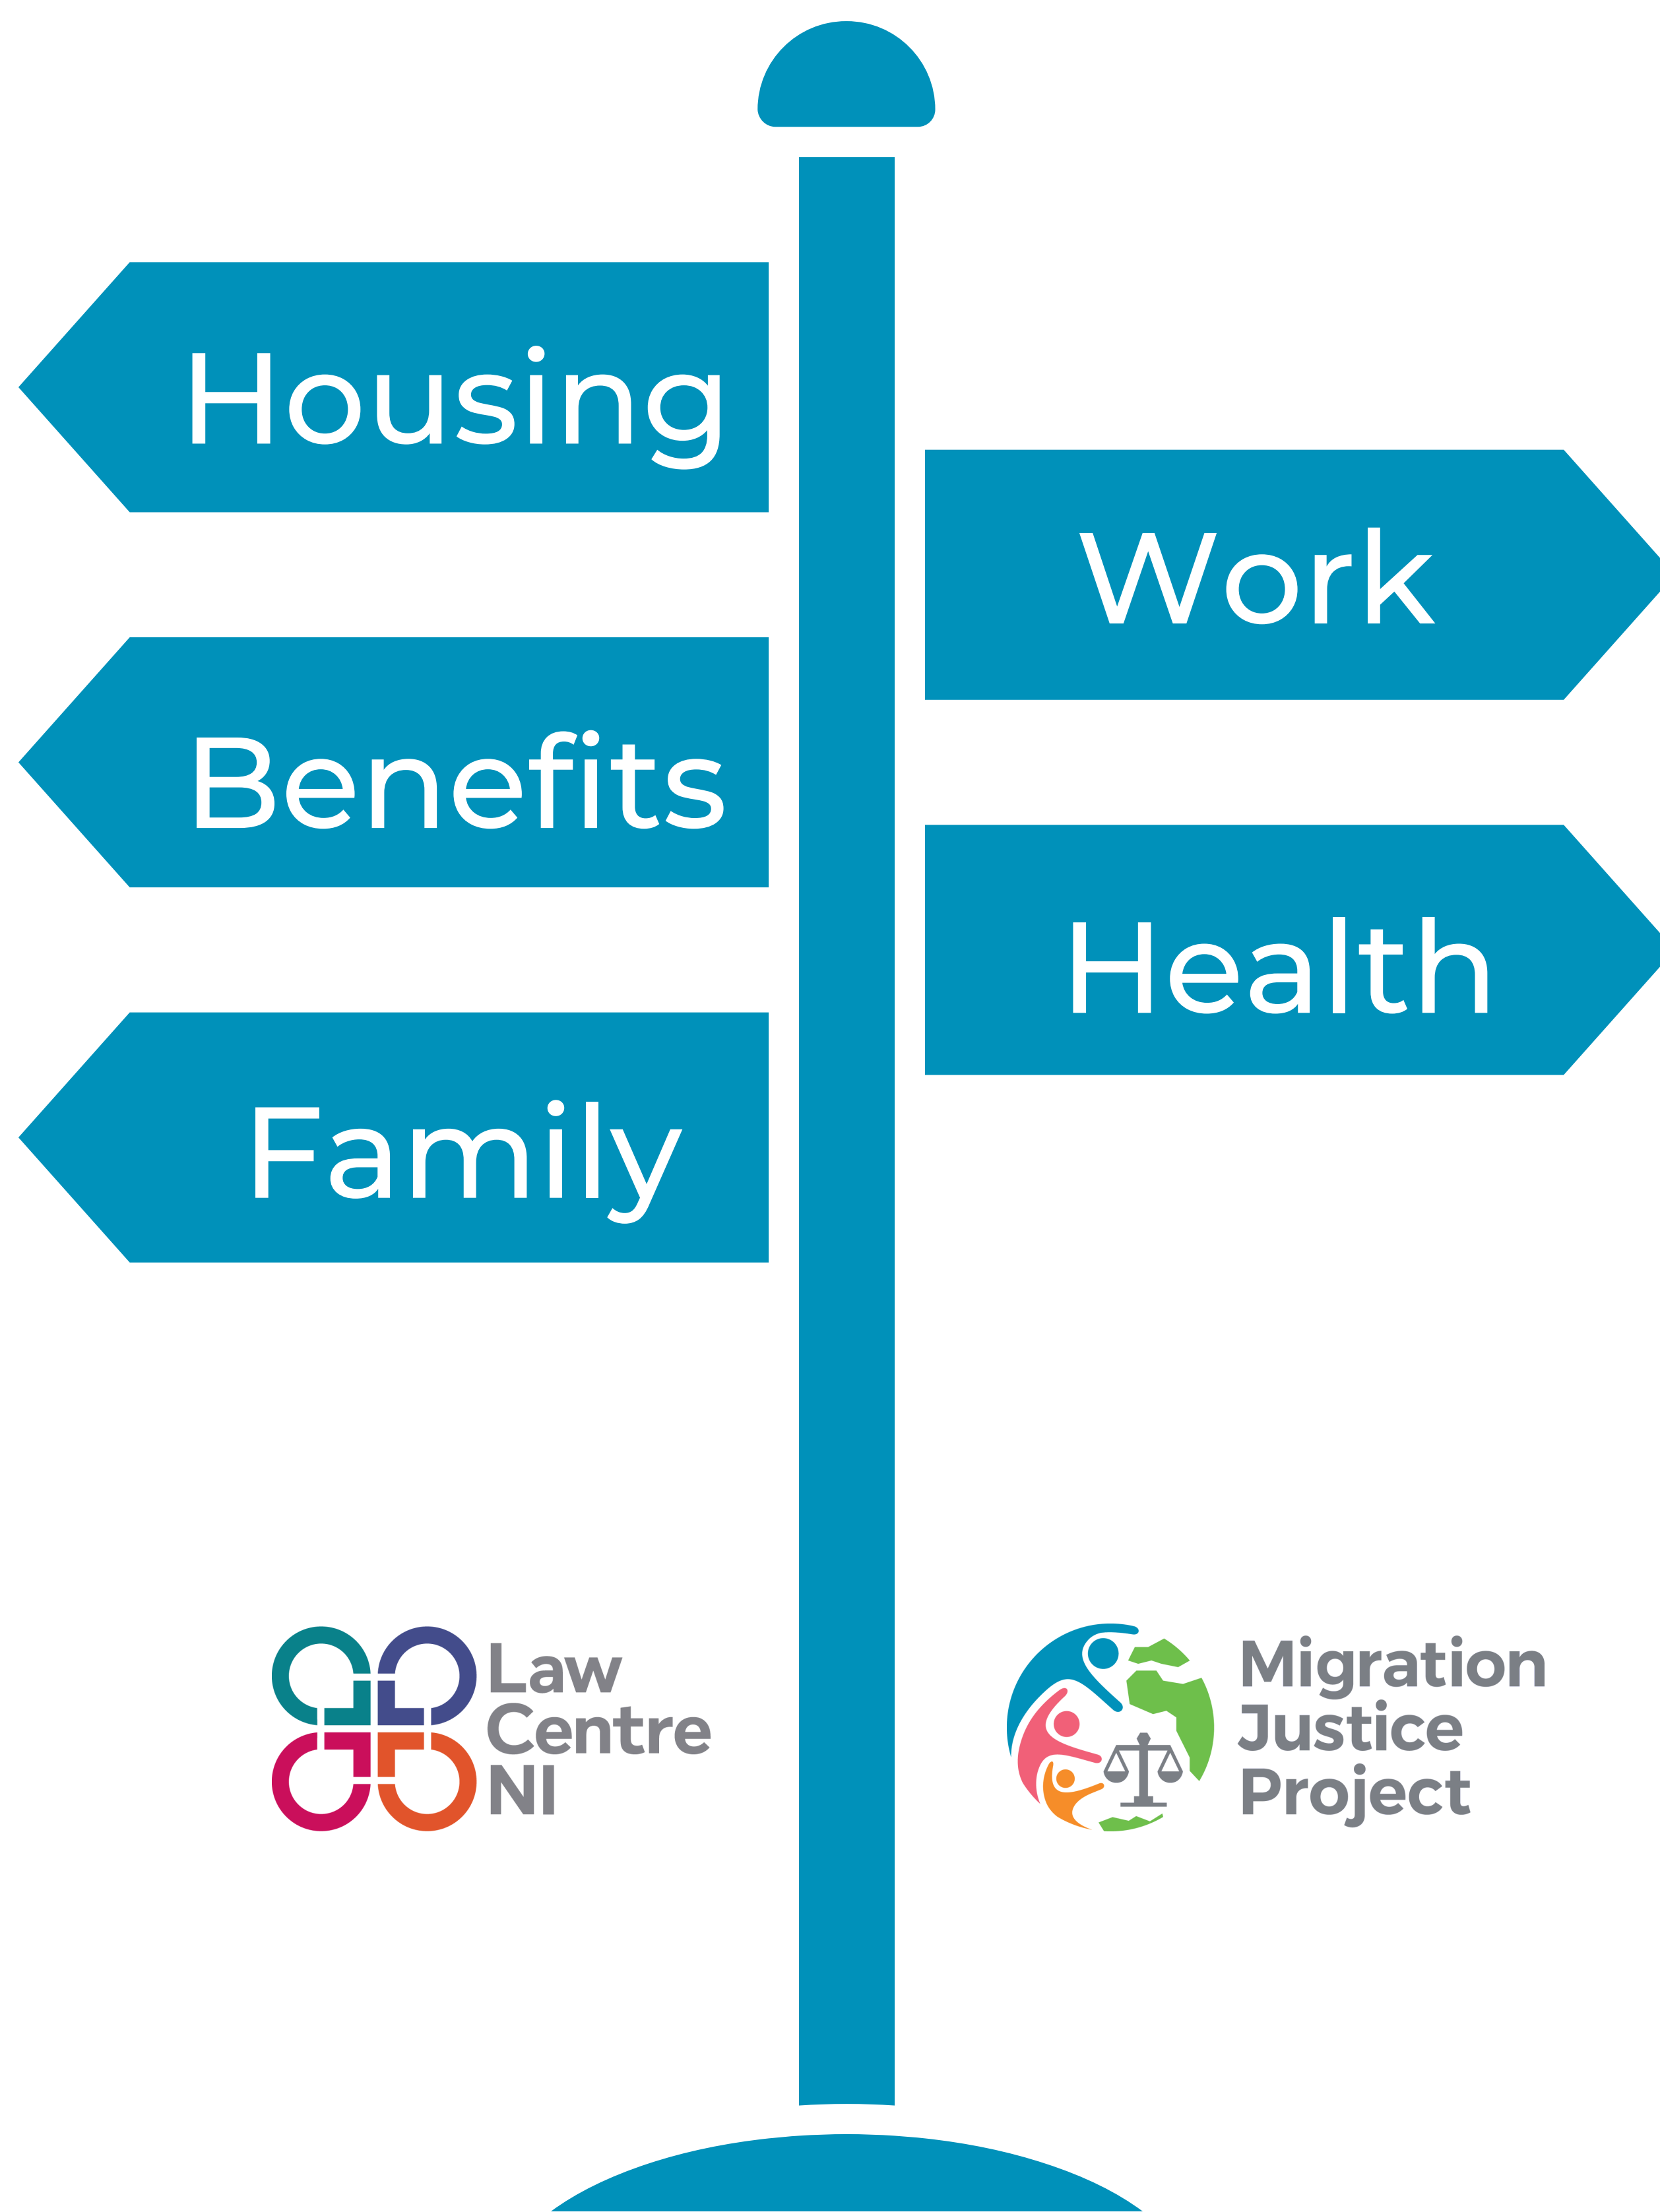 Housing
Work
Benefits
Health
Family
Law
Centre
NI
Migration
Justice
Project